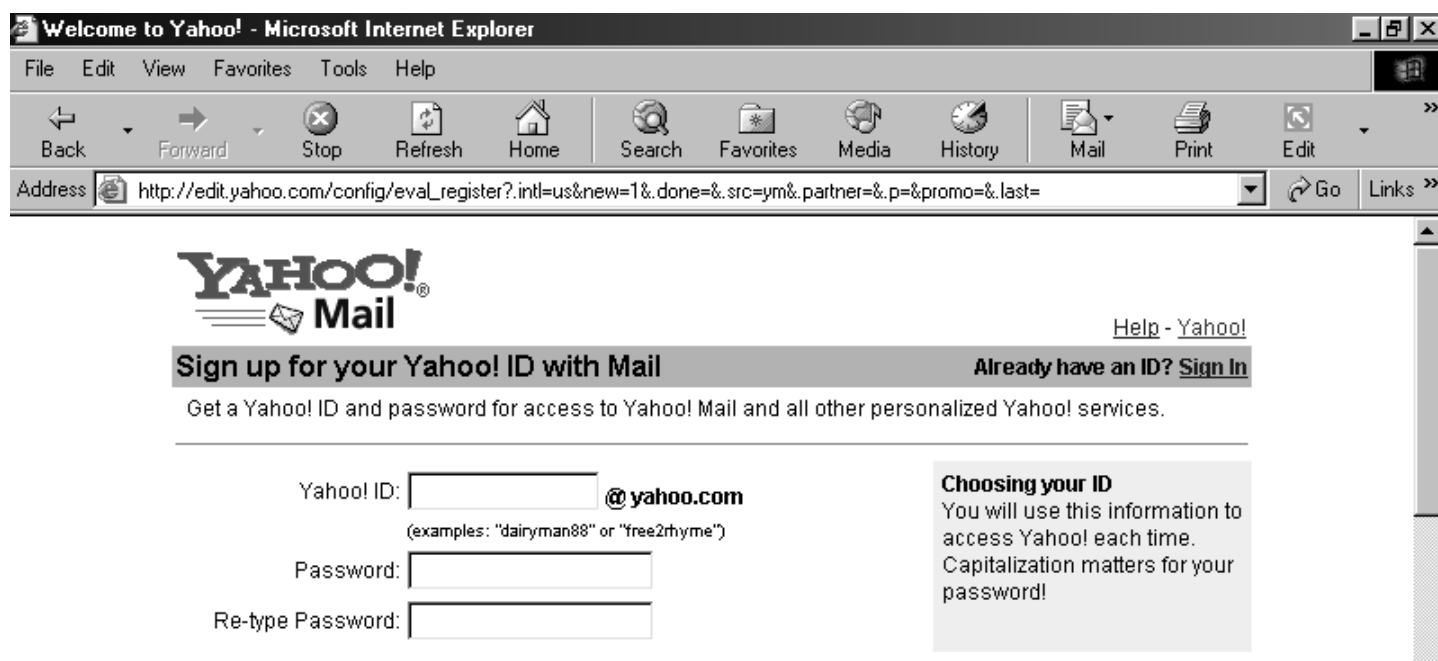 Welcome to Yahoo! - Microsoft Internet Explorer
File Edit View Favorites Tools Help
Back Forward Stop Refresh Home Search Favorites Media History Mail Print Edit
Address http://edit.yahoo.com/config/eval_register?.intl=us&new=1&.done=&.src=ym&.partner=&.p=&promo=&.last= Go Links
YAHOO!®
Mail
Help - Yahoo!
Sign up for your Yahoo! ID with Mail Already have an ID? Sign In
Get a Yahoo! ID and password for access to Yahoo! Mail and all other personalized Yahoo! services.
Yahoo! ID: @yahoo.com
(examples: "dairyman88" or "free2rhyme")
Password:
Re-type Password:
Choosing your ID
You will use this information to
access Yahoo! each time.
Capitalization matters for your
password!